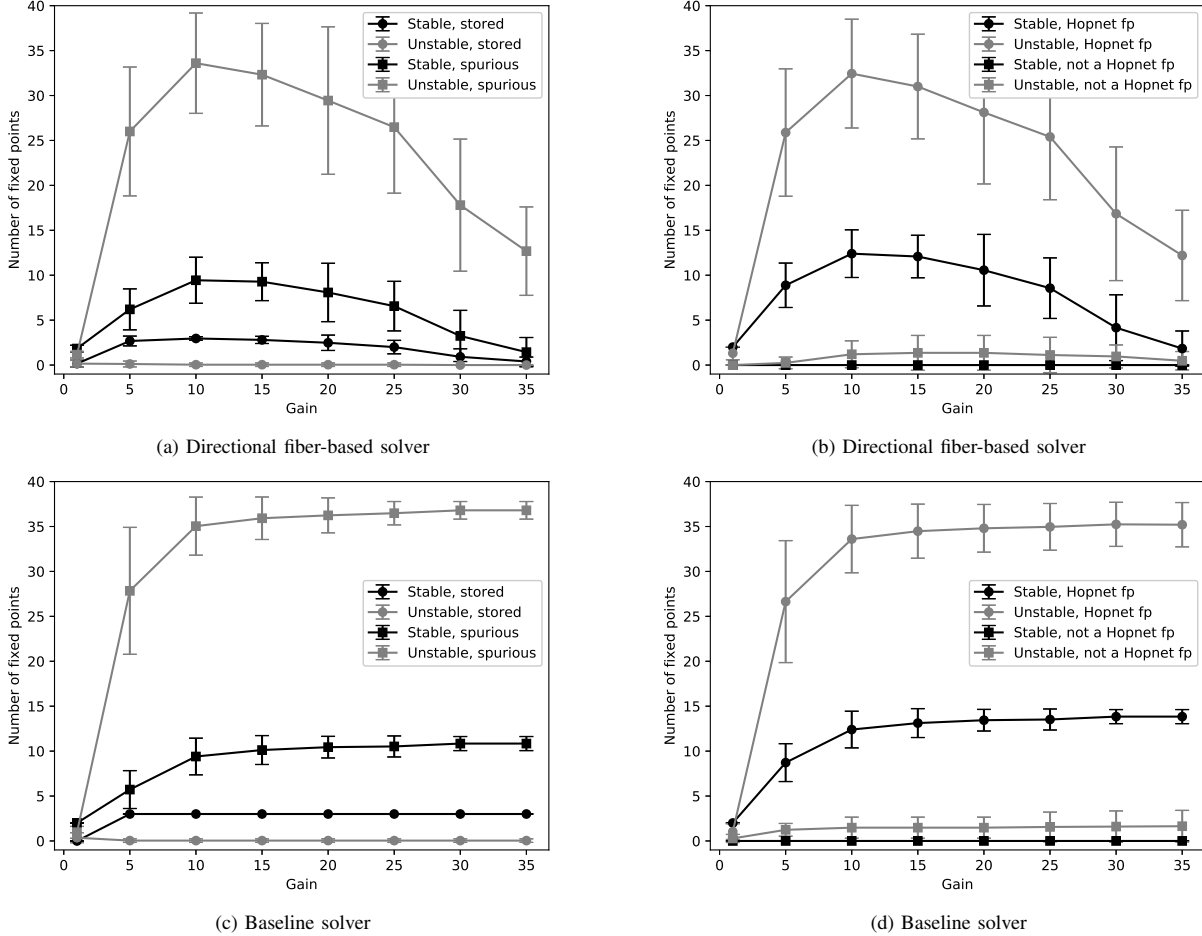 40
35
30
25
20
15
10
5
0
Number of fixed points
Stable, stored
Unstable, stored
Stable, spurious
Unstable, spurious
0 5 10 15 20 25 30 35
Gain
(a) Directional fiber-based solver
40
35
30
25
20
15
10
5
0
Number of fixed points
Stable, Hopnet fp
Unstable, Hopnet fp
Stable, not a Hopnet fp
Unstable, not a Hopnet fp
0 5 10 15 20 25 30 35
Gain
(b) Directional fiber-based solver
40
35
30
25
20
15
10
5
0
Number of fixed points
Stable, stored
Unstable, stored
Stable, spurious
Unstable, spurious
0 5 10 15 20 25 30 35
Gain
(c) Baseline solver
40
35
30
25
20
15
10
5
0
Number of fixed points
Stable, Hopnet fp
Unstable, Hopnet fp
Stable, not a Hopnet fp
Unstable, not a Hopnet fp
0 5 10 15 20 25 30 35
Gain
(d) Baseline solver